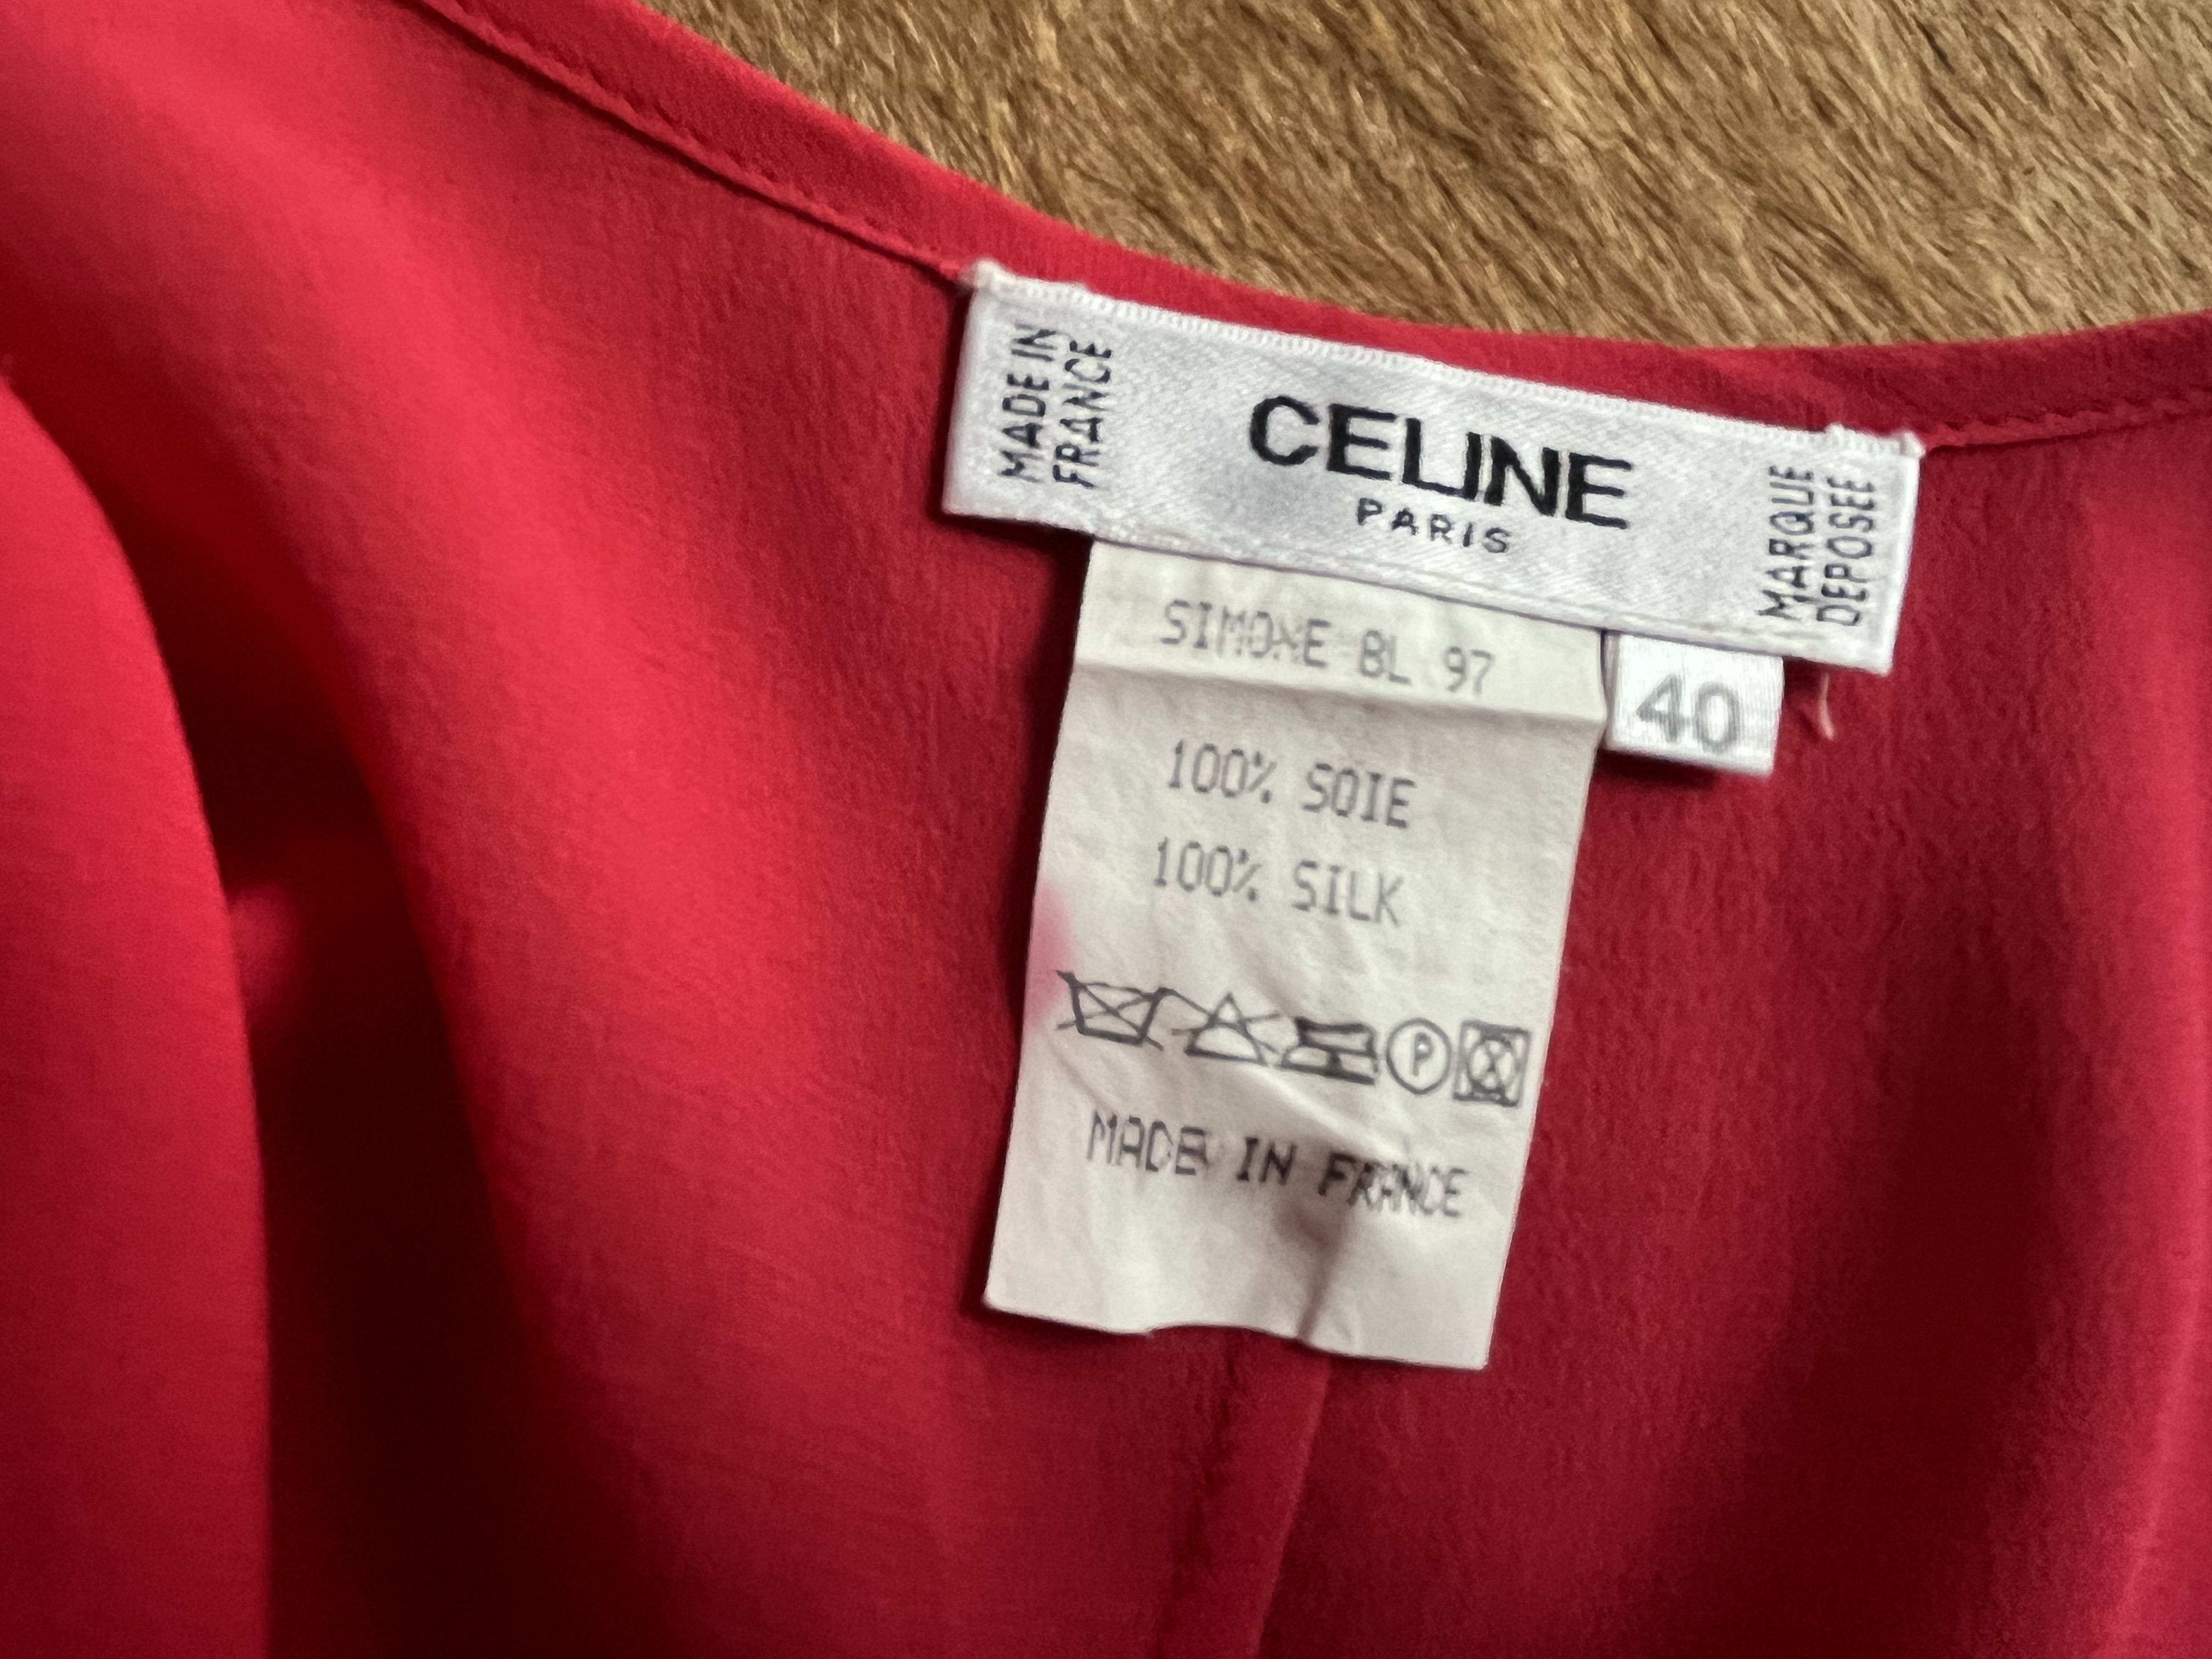 MADE IN
FRANCE
CELINE
PARIS
MARQUE
DEPOSEE
SIMONE BL 97
40
100% SOIE
100% SILK
P
MADE IN FRANCE